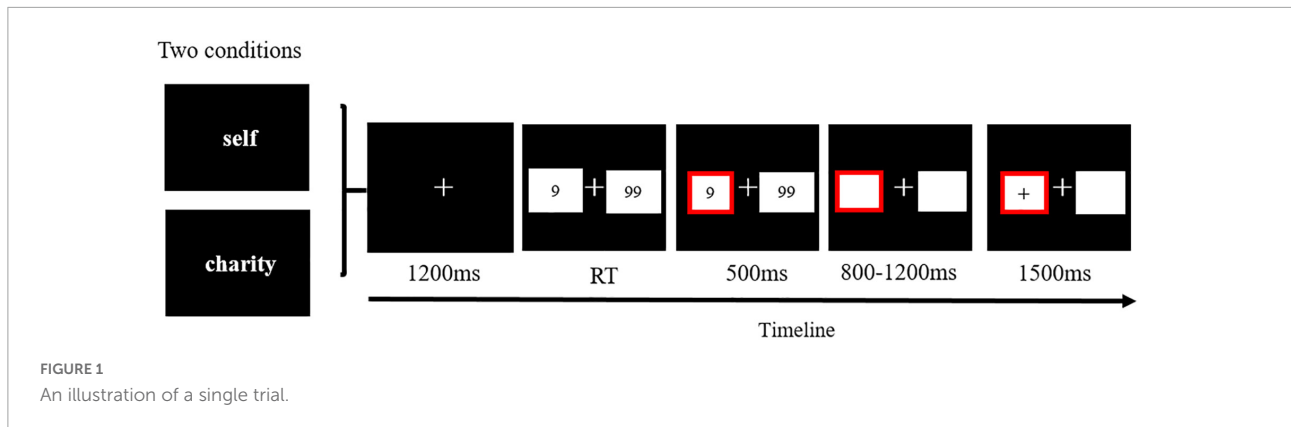 Two conditions
self
charity
+
9 + 99
9 + 99
+
+ +
1200ms RT 500ms 800-1200ms 1500ms
Timeline
FIGURE 1
An illustration of a single trial.